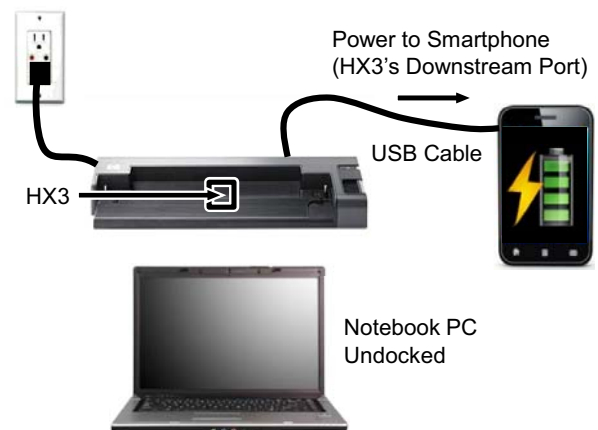 Power to Smartphone
(HX3's Downstream Port)
USB Cable
HX3
Notebook PC
Undocked